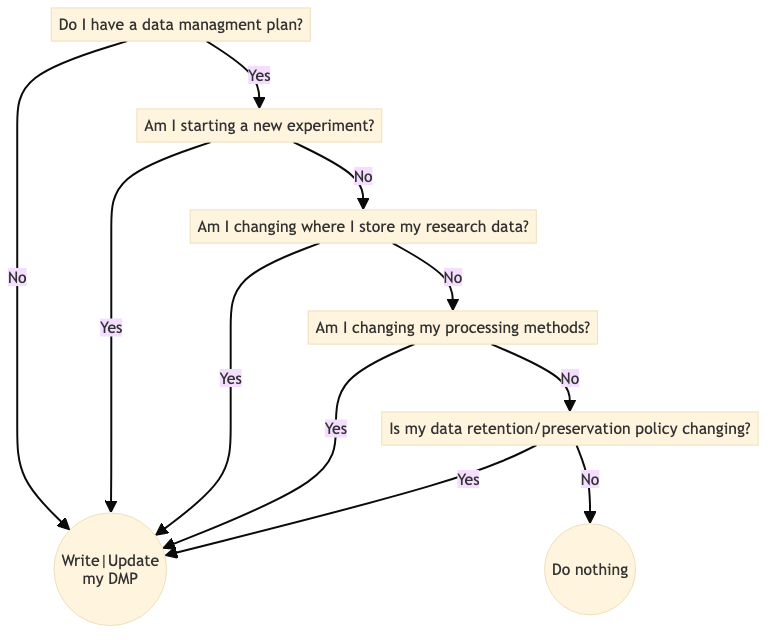 Do I have a data managment plan?
Yes
Am I starting a new experiment?
No
Am I changing where I store my research data?
No
No
Am I changing my processing methods?
Yes
Yes
No
Yes
Is my data retention/preservation policy changing?
Yes
No
Write|Update
my DMP
Do nothing